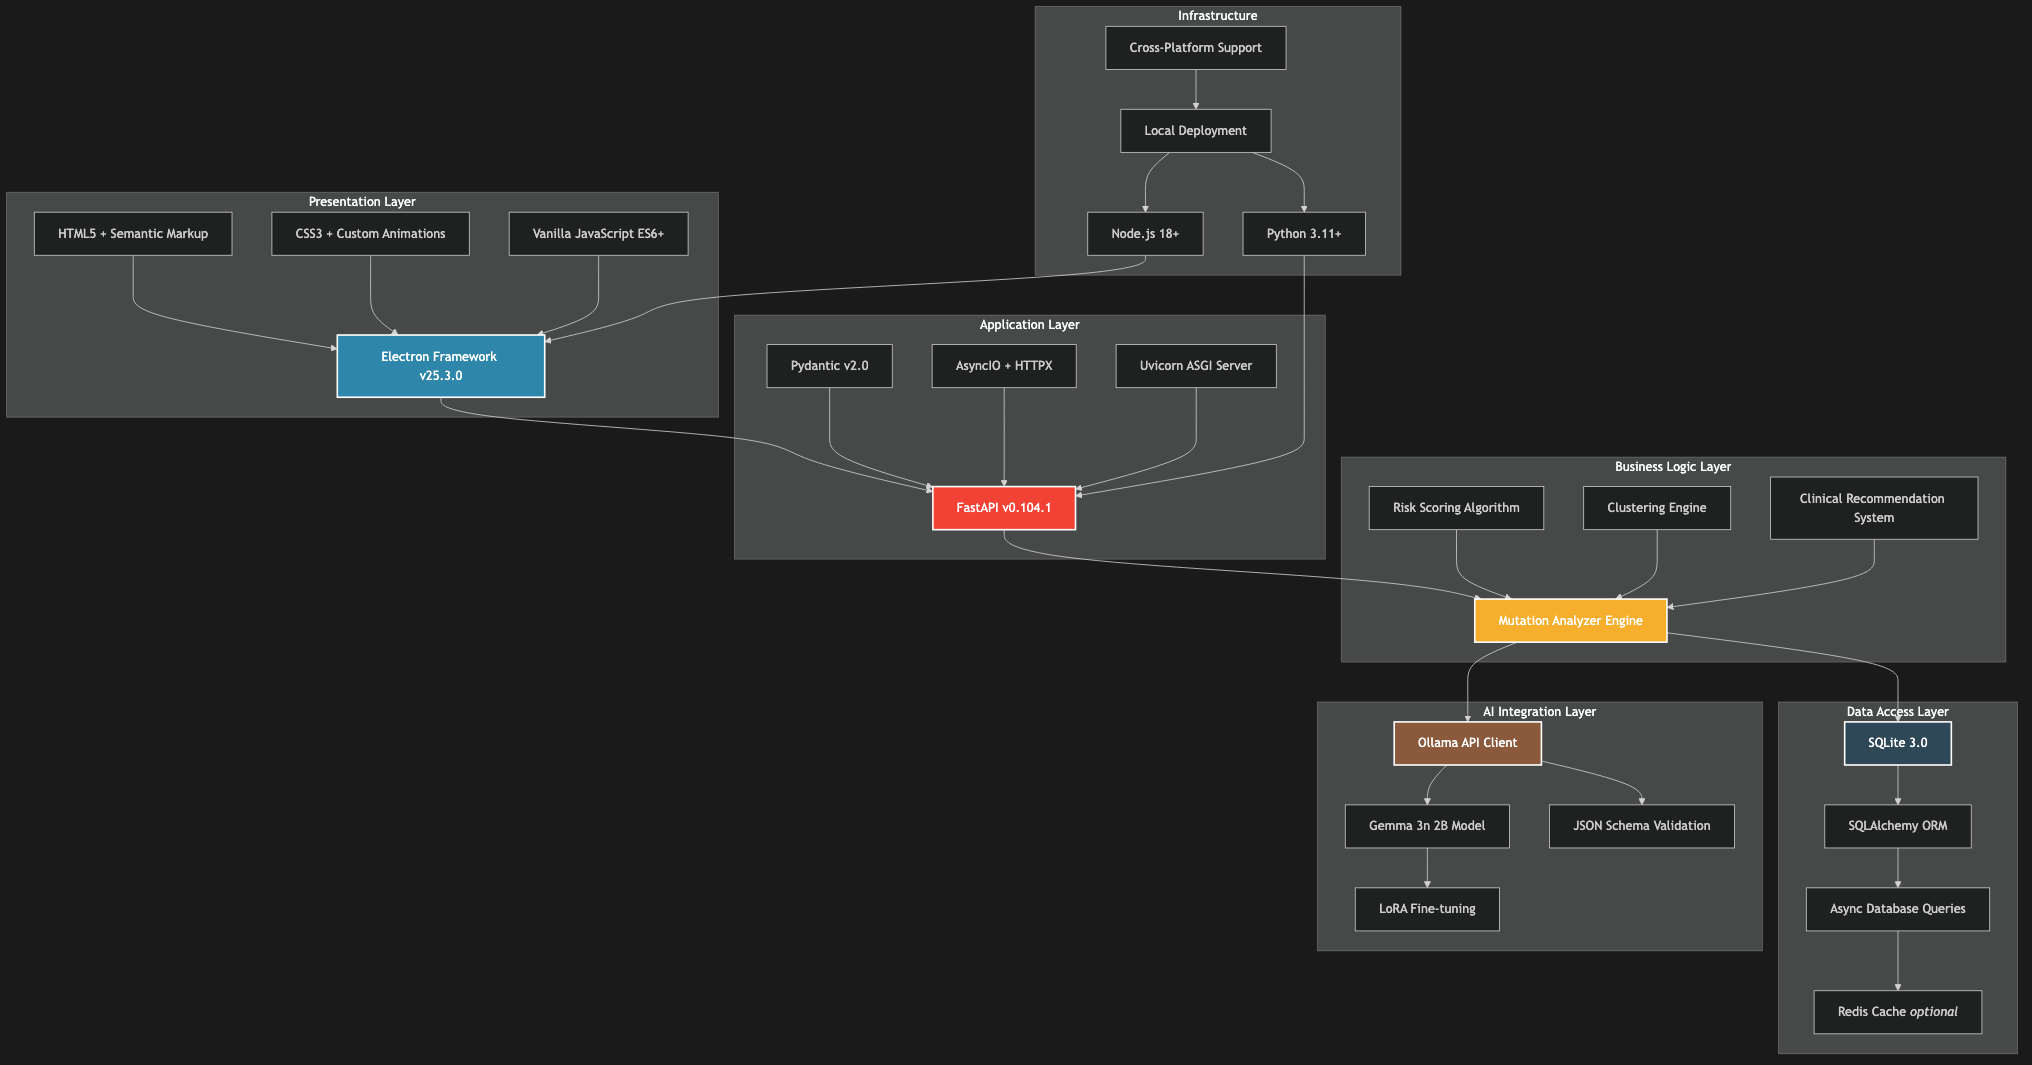 Infrastructure
Cross-Platform Support
Local Deployment
Node.js 18+
Python 3.11+
Presentation Layer
HTML5 + Semantic Markup
CSS3 + Custom Animations
Vanilla JavaScript ES6+
Electron Framework
v25.3.0
Application Layer
Pydantic v2.0
AsyncIO + HTTPX
Uvicorn ASGI Server
FastAPI v0.104.1
Business Logic Layer
Risk Scoring Algorithm
Clustering Engine
Clinical Recommendation
System
Mutation Analyzer Engine
AI Integration Layer
Ollama API Client
Gemma 3n 2B Model
JSON Schema Validation
LoRA Fine-tuning
Data Access Layer
SQLite 3.0
SQLAlchemy ORM
Async Database Queries
Redis Cache optional